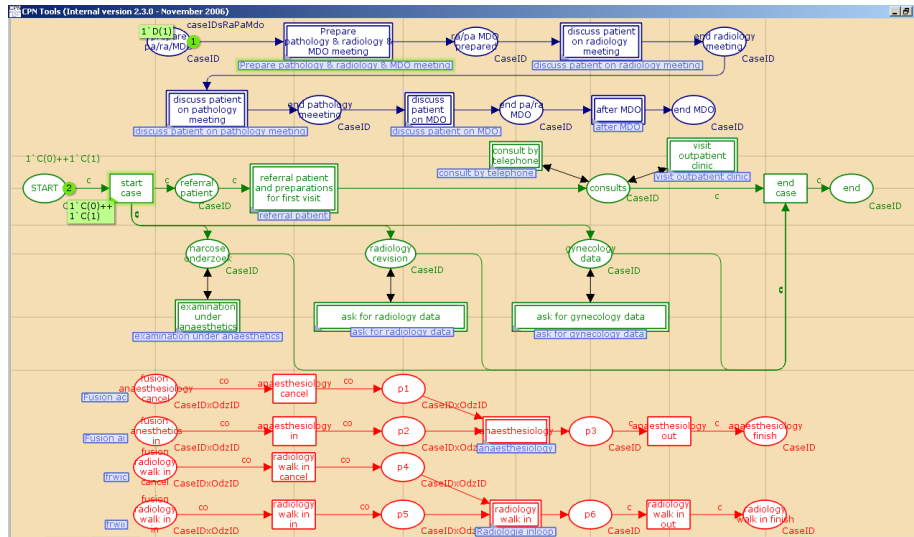 CPN Tools (Internal version 2.3.0 - November 2006)
caseIDsRaPaMdo
1`D(1)
1
prepare
pa/ra/MDO
CaseID
Prepare
pathology & radiology &
MDO meeting
Prepare pathology & radiology & MDO meeting
ra/pa MDO
prepared
CaseID
discuss patient
on radiology
meeting
discuss patient on radiology meeting
end radiology
meeting
CaseID
discuss patient
on pathology
meeting
discuss patient on pathology meeting
end pathology
meeeting
CaseID
discuss
patient
on MDO
discuss patient on MDO
end pa/ra
MDO
CaseID
after MDO
after MDO
end MDO
CaseID
1`C(0)++1`C(1)
START
2
1`C(0)++
1`C(1)
c
start
case
c
referral
patient
CaseID
c
referral patient
and preparations
for first visit
referral patient
consult by
telephone
consult by telephone
visit
outpatient
clinic
visit outpatient clinic
consults
CaseID
c
end
case
c
end
CaseID
c
c
narcose
onderzoek
CaseID
radiology
revision
CaseID
gynecology
data
CaseID
examination
under
anaesthetics
examination under anaesthetics
ask for radiology data
ask for radiology data
ask for gynecology data
ask for gynecology data
fusion
anaesthesiology
cancel
Fusion ac
CaseIDxOdzID
co
anaesthesiology
cancel
co
p1
CaseIDxOdzID
fusion
anesthetics
in
Fusion ai
CaseIDxOdzID
co
anaesthesiology
in
co
p2
CaseIDxOdzID
anaesthesiology
anaesthesiology
p3
CaseID
c
anaesthesiology
out
c
anaesthesiology
finish
CaseID
fusion
radiology
walk in
cancel
frwic
CaseIDxOdzID
co
radiology
walk in
cancel
co
p4
CaseIDxOdzID
fusion
radiology
walk in
in
frwii
CaseIDxOdzID
co
radiology
walk in
in
co
p5
CaseIDxOdzID
radiology
walk in
Radiologie inloop
p6
CaseID
c
radiology
walk in
out
c
radiology
walk in finish
CaseID